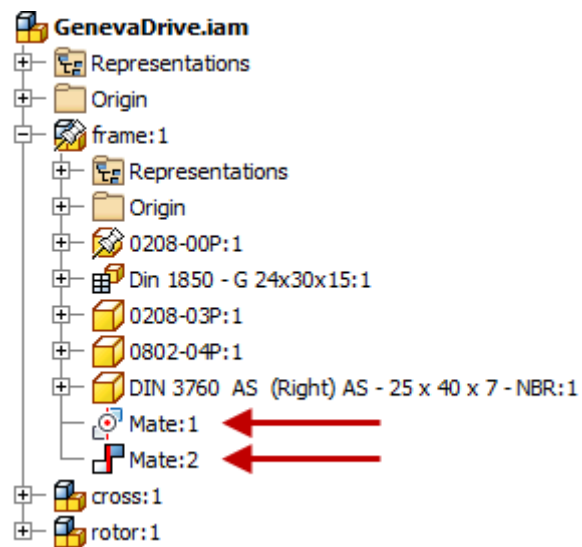 GenevaDrive.iam
Representations
Origin
frame:1
Representations
Origin
0208-00P:1
Din 1850 - G 24x30x15:1
0208-03P:1
0802-04P:1
DIN 3760  AS  (Right) AS - 25 x 40 x 7 - NBR:1
Mate:1
Mate:2
cross:1
rotor:1